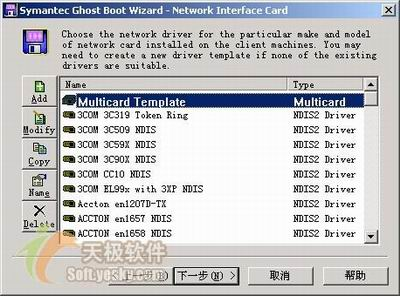 Symantec Ghost Boot Wizard - Network Interface Card
Choose the network driver for the particular make and model
of network card installed on the client machines. You may
need to create a new driver template if none of the existing
drivers are suitable.
Name Type
Add
Modify
Copy
Name
Delete
Multicard Template Multicard
3COM 3C319 Token Ring NDIS2 Driver
3COM 3C509 NDIS NDIS2 Driver
3COM 3C59X NDIS NDIS2 Driver
3COM 3C90X NDIS NDIS2 Driver
3COM CC10 NDIS NDIS2 Driver
3COM EL99x with 3XP NDIS NDIS2 Driver
Accton en1207D-TX NDIS2 Driver
ACCTON en1657 NDIS NDIS2 Driver
ACCTON en1658 NDIS NDIS2 Driver
天极软件
上一步(B) 下一步(N) > 取消 帮助